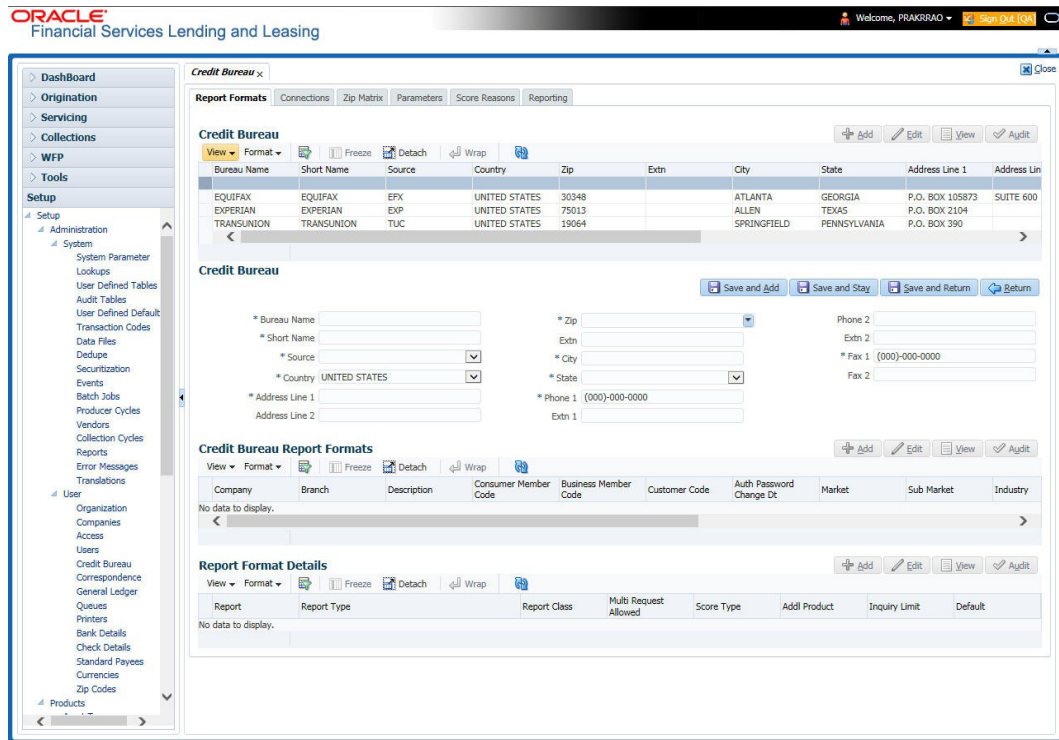 ORACLE'
Financial Services Lending and Leasing
Welcome, PRAKRRAO
Sign Out [QA]
Close
DashBoard
Origination
Servicing
Collections
WFP
Tools
Setup
Setup
Administration
System
System Parameter
Lookups
User Defined Tables
Audit Tables
User Defined Default
Transaction Codes
Data Files
Dedupe
Securitization
Events
Batch Jobs
Producer Cycles
Vendors
Collection Cycles
Reports
Error Messages
Translations
User
Organization
Companies
Access
Users
Credit Bureau
Correspondence
General Ledger
Queues
Printers
Bank Details
Check Details
Standard Payees
Currencies
Zip Codes
Products
Credit Bureau x
Report Formats Connections Zip Matrix Parameters Score Reasons Reporting
Credit Bureau
Add Edit View Audit
View Format Freeze Detach Wrap
Bureau Name Short Name Source Country Zip Extn City State Address Line 1 Address Lin
EQUIFAX EQUIFAX EFX UNITED STATES 30348 ATLANTA GEORGIA P.O. BOX 105873 SUITE 600
EXPERIAN EXPERIAN EXP UNITED STATES 75013 ALLEN TEXAS P.O. BOX 2104
TRANSUNION TRANSUNION TUC UNITED STATES 19064 SPRINGFIELD PENNSYLVANIA P.O. BOX 390
Credit Bureau
Save and Add Save and Stay Save and Return Return
* Bureau Name
* Short Name
* Source
* Country UNITED STATES
* Address Line 1
Address Line 2
* Zip
Extn
* City
* State
* Phone 1 (000)-000-0000
Extn 1
Phone 2
Extn 2
* Fax 1 (000)-000-0000
Fax 2
Credit Bureau Report Formats
Add Edit View Audit
View Format Freeze Detach Wrap
Company Branch Description Consumer Member Code Business Member Code Customer Code Auth Password Change Dt Market Sub Market Industry
No data to display.
Report Format Details
Add Edit View Audit
View Format Freeze Detach Wrap
Report Report Type Report Class Multi Request Allowed Score Type Addl Product Inquiry Limit Default
No data to display.